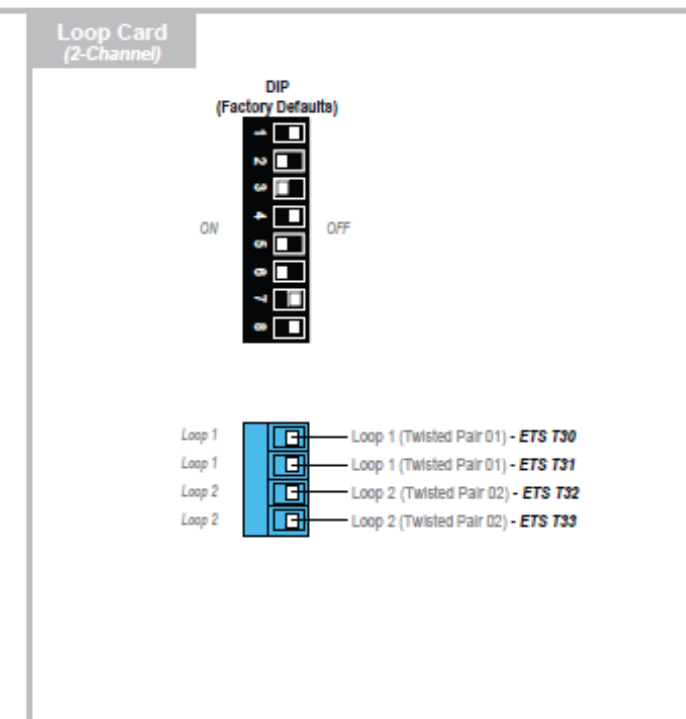 Loop Card
(2-Channel)
DIP
(Factory Defaults)
1
2
3
4
ON
OFF
5
6
7
8
Loop 1
Loop 1 (Twisted Pair 01) - ETS T30
Loop 1
Loop 1 (Twisted Pair 01) - ETS T31
Loop 2
Loop 2 (Twisted Pair 02) - ETS T32
Loop 2
Loop 2 (Twisted Pair 02) - ETS T33